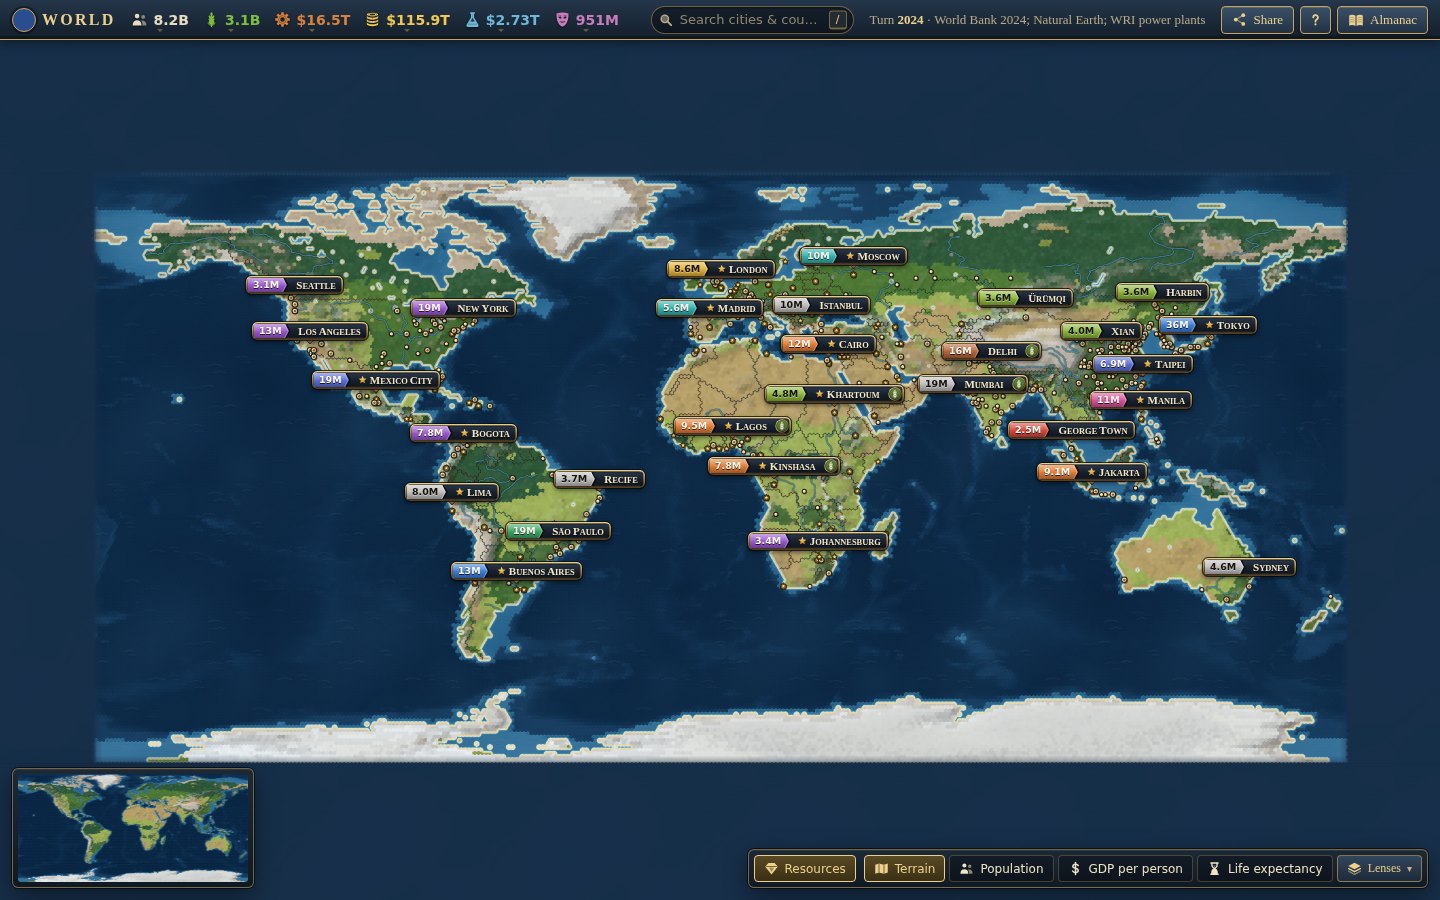 WORLD 8.2B 3.1B $16.5T $115.9T $2.73T 951M Search cities & cou... / Turn 2024 · World Bank 2024; Natural Earth; WRI power plants Share ? Almanac
10M Moscow
8.6M London
3.1M Seattle
3.6M Harbin
3.6M Ürümqi
10M Istanbul
19M New York
5.6M Madrid
36M Tokyo
13M Los Angeles
4.0M Xian
12M Cairo
16M Delhi
6.9M Taipei
19M Mexico City
19M Mumbai
4.8M Khartoum
11M Manila
9.5M Lagos
2.5M George Town
7.8M Bogota
7.8M Kinshasa
9.1M Jakarta
3.7M Recife
8.0M Lima
19M São Paulo
3.4M Johannesburg
4.6M Sydney
13M Buenos Aires
Resources Terrain Population $ GDP per person Life expectancy Lenses ▾